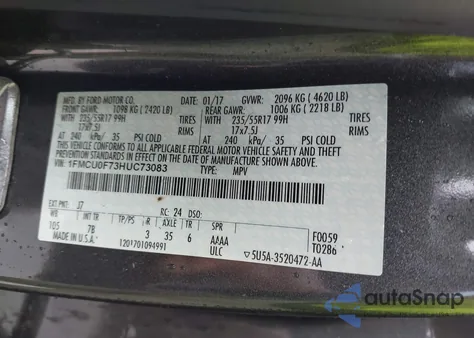 MFD. BY FORD MOTOR CO.
01/17 GVWR: 2096 KG ( 4620 LB)
FRONT GAWR: 1098 KG ( 2420 LB)
REAR GAWR: 1006 KG ( 2218 LB)
235/55R17 99H TIRES 235/55R17 99H TIRES
17x7.5J RIMS 17x7.5J RIMS
AT 240 kPa/ 35 PSI COLD AT 240 kPa/ 35 PSI COLD
THIS VEHICLE CONFORMS TO ALL APPLICABLE FEDERAL MOTOR VEHICLE SAFETY
AND THEFT PREVENTION STANDARDS IN EFFECT ON THE DATE OF MANUFACTURE SHOWN ABOVE.
VIN: 1FMCU0F73HUC73083
TYPE: MPV
EXT PNT: J7 RC: 24 DSO:
WB INT TR TP/PS R AXLE TR SPR
105 7B 3 35 6 AAAA F0059
ULC T0286
MADE IN U.S.A. 1201701094991 5U5A-3520472-AA
autoSnap